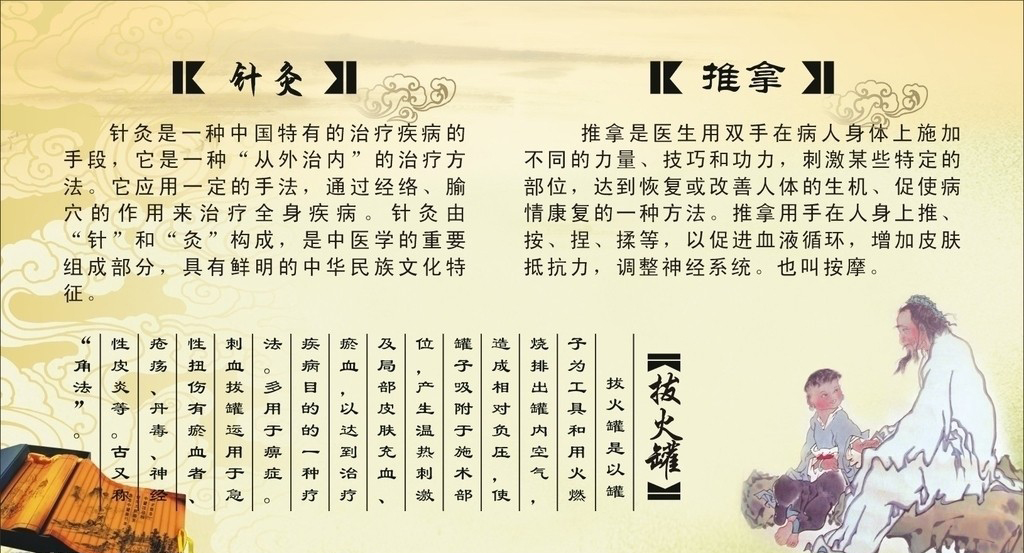 【针灸】
针灸是一种中国特有的治疗疾病的
手段，它是一种“从外治内”的治疗方
法。它应用一定的手法，通过经络、腧
穴的作用来治疗全身疾病。针灸由
“针”和“灸”构成，是中医学的重要
组成部分，具有鲜明的中华民族文化特
征。
【推拿】
推拿是医生用双手在病人身体上施加
不同的力量、技巧和功力，刺激某些特定的
部位，达到恢复或改善人体的生机、促使病
情康复的一种方法。推拿用手在人身上推、
按、捏、揉等，以促进血液循环，增加皮肤
抵抗力，调整神经系统。也叫按摩。
【拔火罐】
拔火罐是以罐
子为工具和用火燃
烧排出罐内空气，
造成相对负压，使
罐子吸附于施术部
位，产生温热刺激
及局部皮肤充血、
瘀血，以达到治疗
疾病目的的一种疗
法。多用于痹症。
刺血拔罐运用于急
性扭伤有瘀血者、
疮疡、丹毒、神经
性皮炎等。古又称
“角法”。